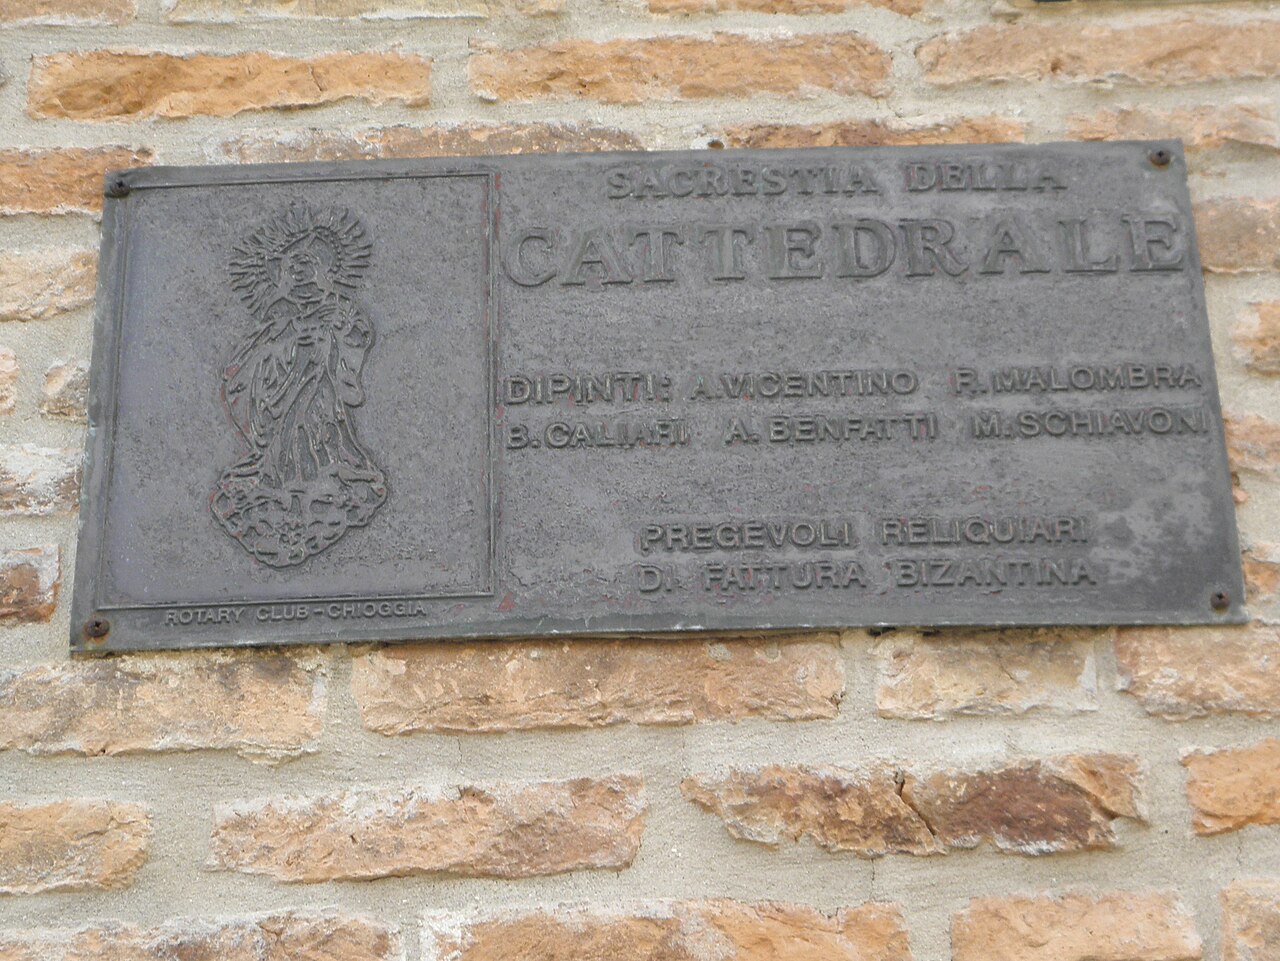 SACRESTIA DELLA
CATTEDRALE
DIPINTI: A.VICENTINO P.MALOMBRA
B.CALIARI A.BENFATTI M.SCHIAVONI
PREGEVOLI RELIQUIARI
DI FATTURA BIZANTINA
ROTARY CLUB-CHIOGGIA